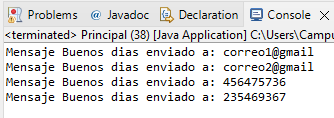 Problems @ Javadoc Declaration Console
<terminated> Principal (38) [Java Application] C:\Users\Campu
Mensaje Buenos dias enviado a: correo1@gmail
Mensaje Buenos dias enviado a: correo2@gmail
Mensaje Buenos dias enviado a: 456475736
Mensaje Buenos dias enviado a: 235469367